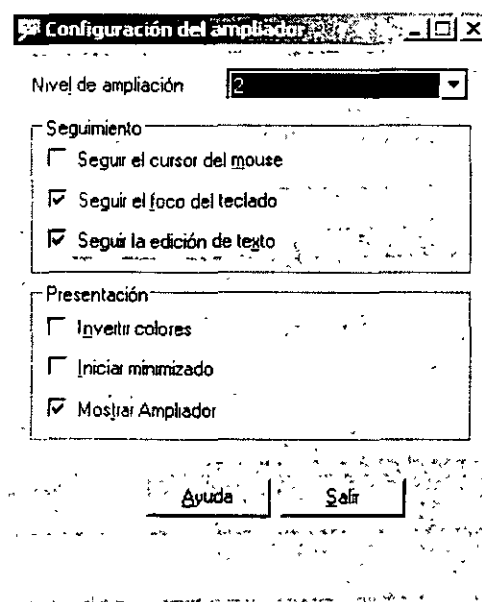 Configuración del ampliador
Nivel de ampliación 2
Seguimiento
Seguir el cursor del mouse
Seguir el foco del teclado
Seguir la edición de texto
Presentación
Invertir colores
Iniciar minimizado
Mostrar Ampliador
Ayuda Salir